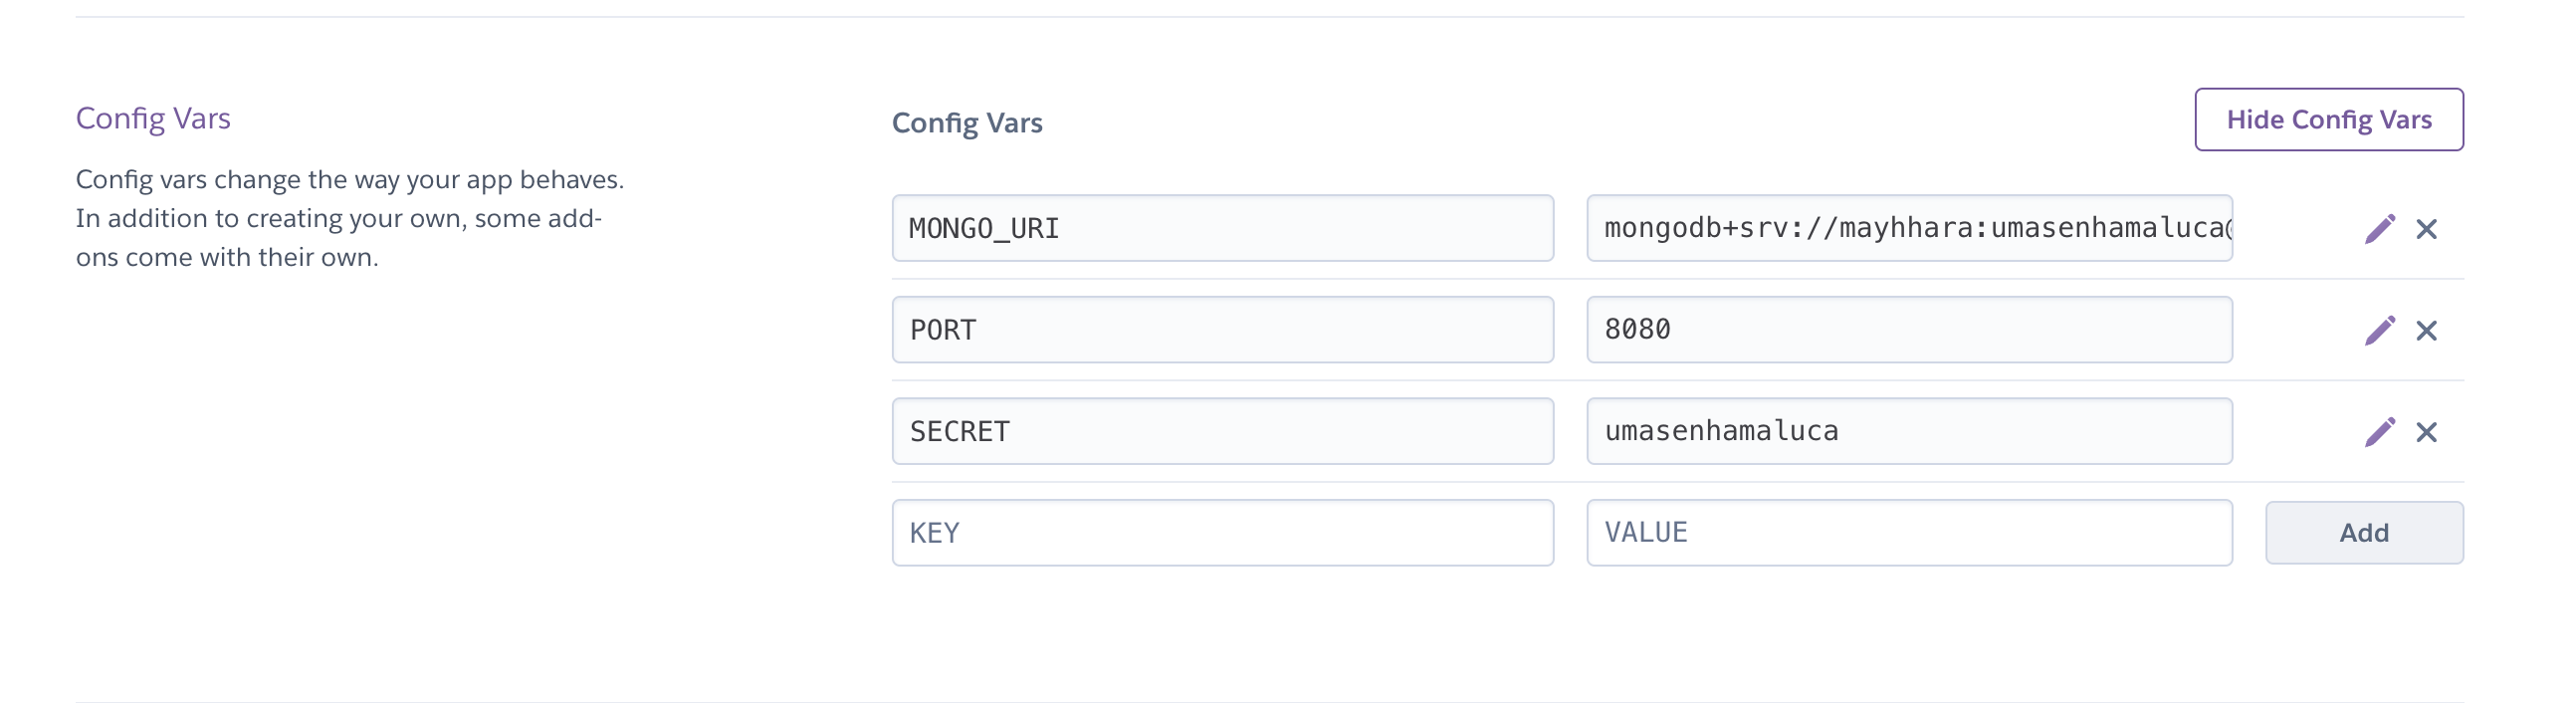 Config Vars
Config vars change the way your app behaves.
In addition to creating your own, some add-
ons come with their own.
Config Vars
Hide Config Vars
MONGO_URI
mongodb+srv://mayhhara:umasenhamaluca@
PORT
8080
SECRET
umasenhamaluca
KEY
VALUE
Add